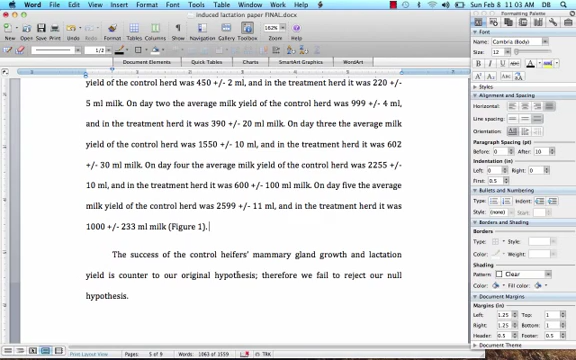 Word File Edit View Insert Format Font Tools Table Window Work Help Sun Feb 8 11:03 AM DB
induced lactation paper FINAL.docx
New Open Save Print Undo Redo Format Tables Columns Show Navigation Gallery Toolbox Zoom Help
162%
1/2
Document Elements Quick Tables Charts SmartArt Graphics WordArt
yield of the control herd was 450 +/- 2 ml, and in the treatment herd it was 220 +/-
5 ml milk. On day two the average milk yield of the control herd was 999 +/- 4 ml,
and in the treatment herd it was 390 +/- 20 ml milk. On day three the average milk
yield of the control herd was 1550 +/- 10 ml, and in the treatment herd it was 602
+/- 30 ml milk. On day four the average milk yield of the control herd was 2255 +/-
10 ml, and in the treatment herd it was 600 +/- 100 ml milk. On day five the average
milk yield of the control herd was 2599 +/- 11 ml, and in the treatment herd it was
1000 +/- 233 ml milk (Figure 1).
The success of the control heifers' mammary gland growth and lactation
yield is counter to our original hypothesis; therefore we fail to reject our null
hypothesis.
Print Layout View Pages: 5 of 9 Words: 1063 of 1559 TRK
Formatting Palette
Font
Name: Cambria (Body)
Size: 12
Styles
Alignment and Spacing
Horizontal:
Line spacing:
Orientation:
Paragraph Spacing (pt)
Before: 0 After: 10
Indentation (in)
Left: 0 Right: 0
First: 0.5
Bullets and Numbering
Type: Indent:
Style: (none) Start:
Borders and Shading
Borders
Type: Style:
Color: Weight:
Shading
Pattern: Clear
Color: Fill color:
Document Margins
Margins (in)
Left: 1.25 Top: 1
Right: 1.25 Bottom: 1
Header: 0.5 Footer: 0.5
Document Theme